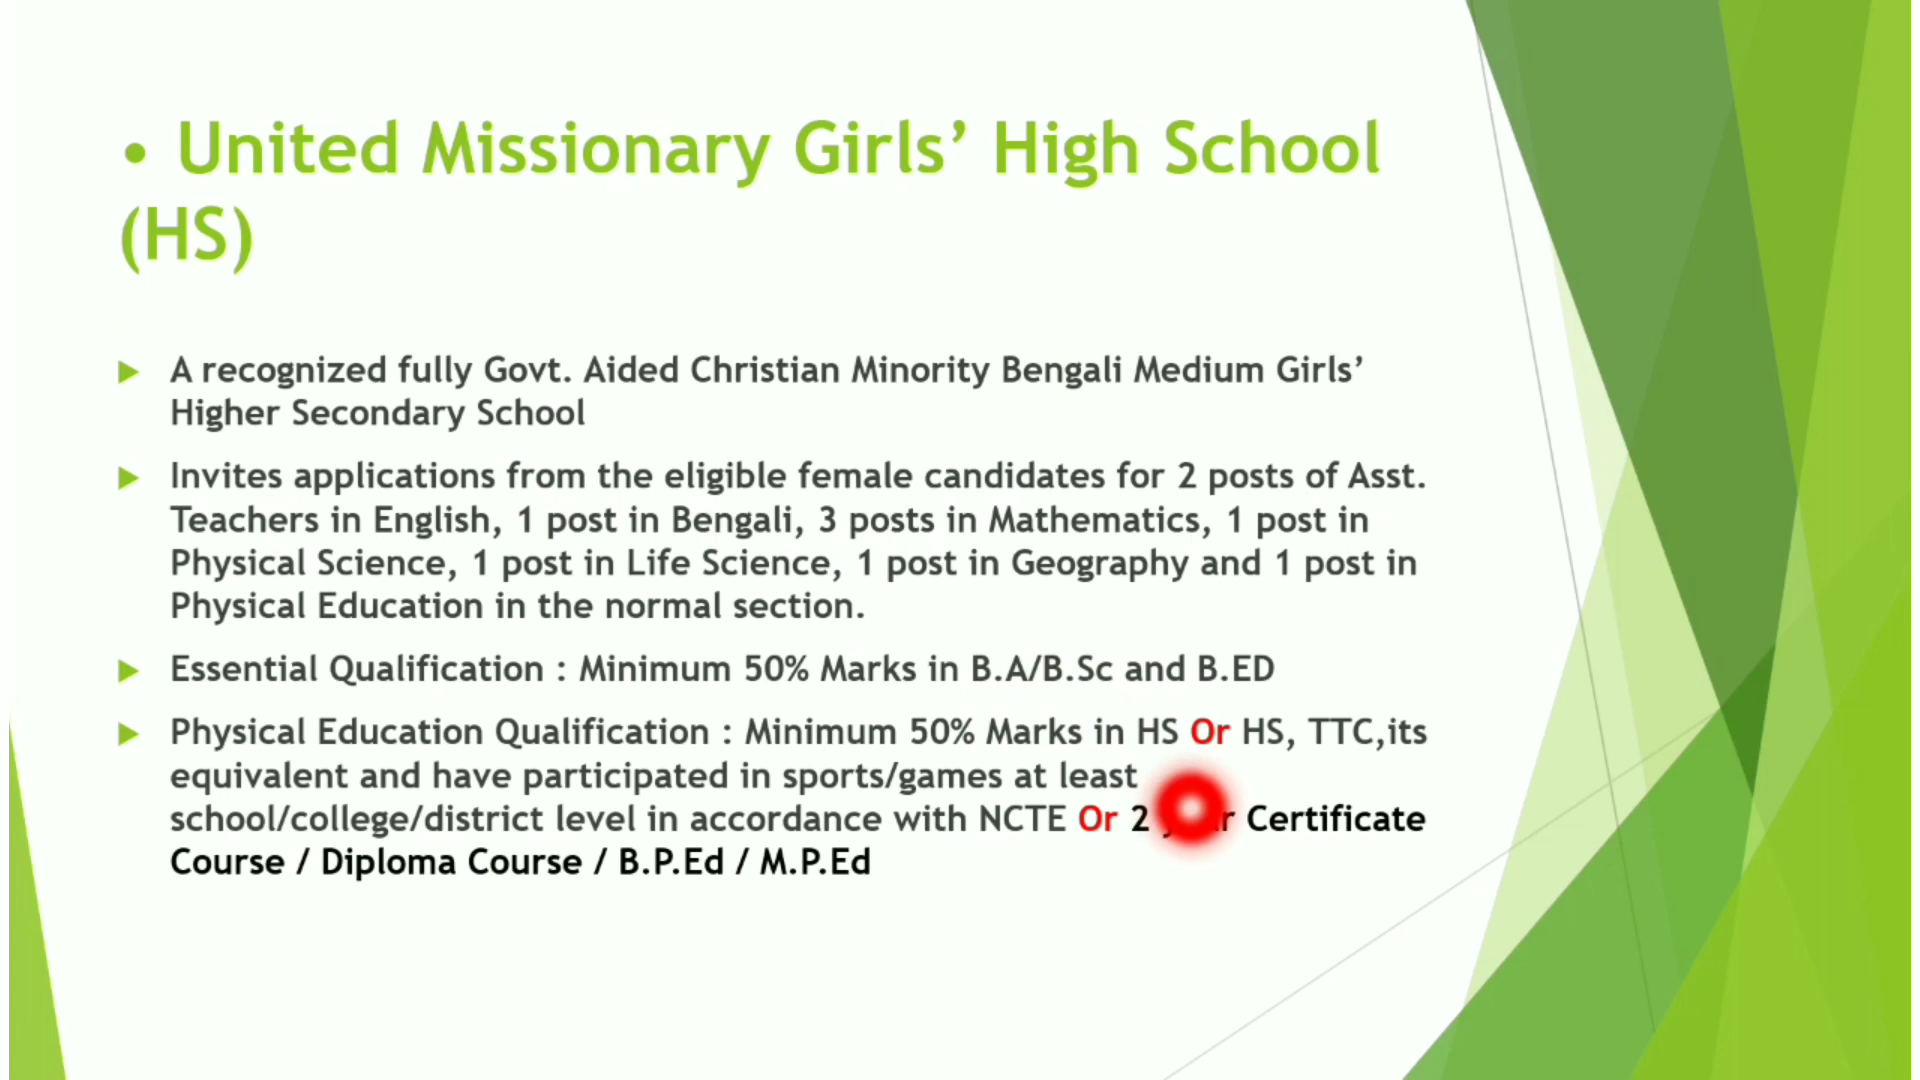 • United Missionary Girls’ High School
(HS)
A recognized fully Govt. Aided Christian Minority Bengali Medium Girls’
Higher Secondary School
Invites applications from the eligible female candidates for 2 posts of Asst.
Teachers in English, 1 post in Bengali, 3 posts in Mathematics, 1 post in
Physical Science, 1 post in Life Science, 1 post in Geography and 1 post in
Physical Education in the normal section.
Essential Qualification : Minimum 50% Marks in B.A/B.Sc and B.ED
Physical Education Qualification : Minimum 50% Marks in HS Or HS, TTC,its
equivalent and have participated in sports/games at least
school/college/district level in accordance with NCTE Or 2 Certificate
Course / Diploma Course / B.P.Ed / M.P.Ed